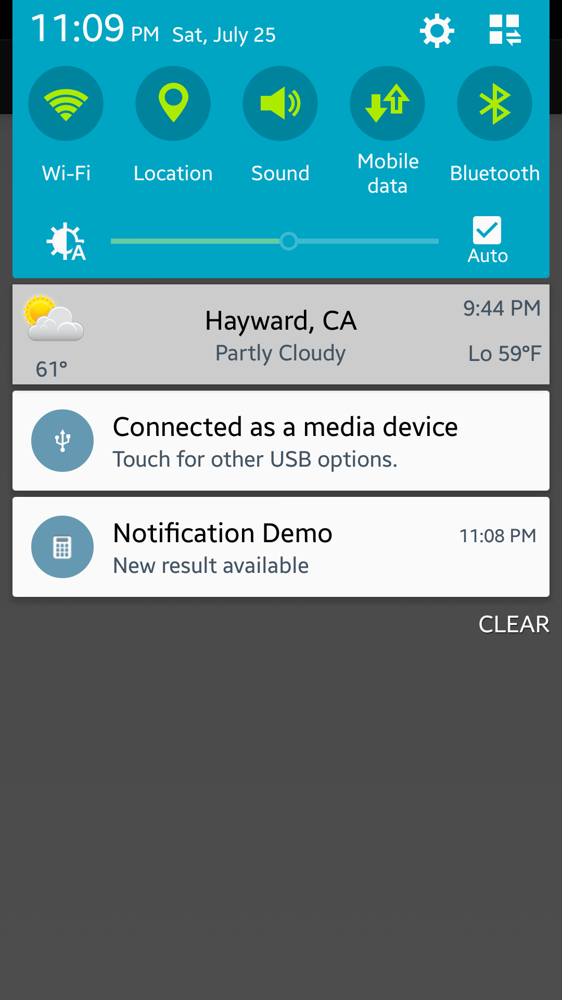 11:09 PM Sat, July 25
Wi-Fi
Location
Sound
Mobile
data
Bluetooth
A
Auto
9:44 PM
Hayward, CA
Partly Cloudy
Lo 59°F
61°
Connected as a media device
Touch for other USB options.
Notification Demo
11:08 PM
New result available
CLEAR